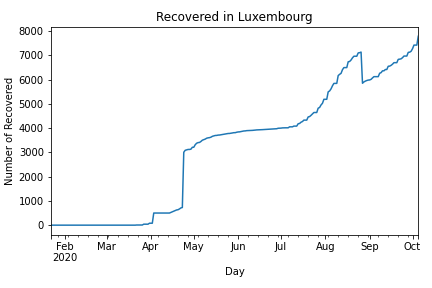 Recovered in Luxembourg
Number of Recovered
8000
7000
6000
5000
4000
3000
2000
1000
0
Feb Mar Apr May Jun Jul Aug Sep Oct
2020
Day